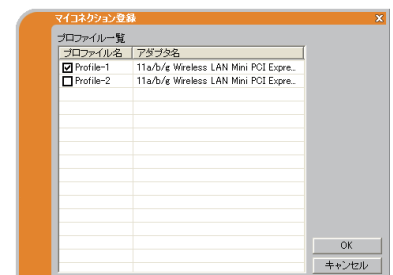 マイコネクション登録
プロファイル一覧
プロファイル名 アダプタ名
Profile-1 11a/b/g Wireless LAN Mini PCI Expre...
Profile-2 11a/b/g Wireless LAN Mini PCI Expre...
OK
キャンセル